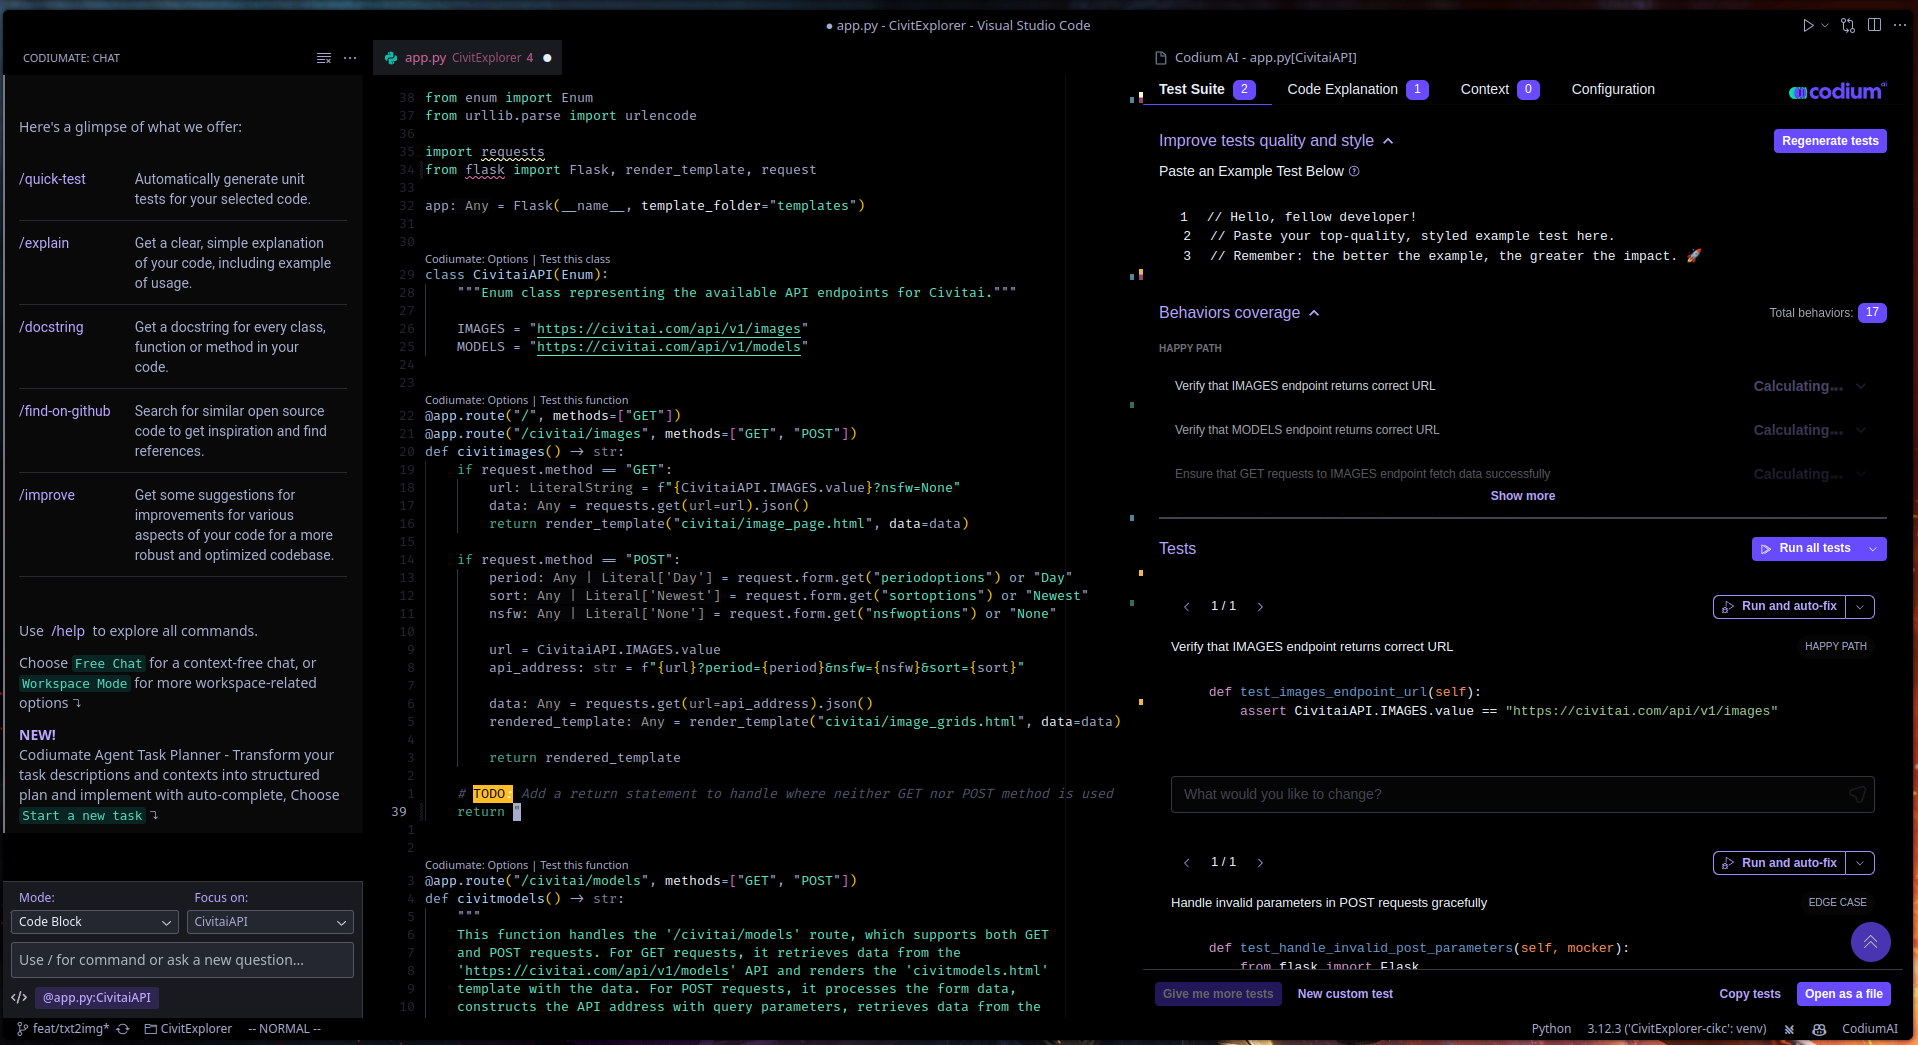 ● app.py - CivitExplorer - Visual Studio Code
CODIUMATE: CHAT
Here's a glimpse of what we offer:
/quick-test
Automatically generate unit
tests for your selected code.
/explain
Get a clear, simple explanation
of your code, including example
of usage.
/docstring
Get a docstring for every class,
function or method in your
code.
/find-on-github
Search for similar open source
code to get inspiration and find
references.
/improve
Get some suggestions for
improvements for various
aspects of your code for a more
robust and optimized codebase.
Use /help to explore all commands.
Choose Free Chat for a context-free chat, or
Workspace Mode for more workspace-related
options
NEW!
Codiumate Agent Task Planner - Transform your
task descriptions and contexts into structured
plan and implement with auto-complete, Choose
Start a new task
Mode:
Focus on:
Code Block
CivitaiAPI
Use / for command or ask a new question...
</> @app.py:CivitaiAPI
app.py CivitExplorer 4 ●
38 from enum import Enum
37 from urllib.parse import urlencode
36
35 import requests
34 from flask import Flask, render_template, request
33
32 app: Any = Flask(__name__, template_folder="templates")
31
30
Codiumate: Options | Test this class
29 class CivitaiAPI(Enum):
28 """Enum class representing the available API endpoints for Civitai."""
27
26 IMAGES = "https://civitai.com/api/v1/images"
25 MODELS = "https://civitai.com/api/v1/models"
24
23
Codiumate: Options | Test this function
22 @app.route("/", methods=["GET"])
21 @app.route("/civitai/images", methods=["GET", "POST"])
20 def civitimages() -> str:
19 if request.method == "GET":
18 url: LiteralString = f"{CivitaiAPI.IMAGES.value}?nsfw=None"
17 data: Any = requests.get(url=url).json()
16 return render_template("civitai/image_page.html", data=data)
15
14 if request.method == "POST":
13 period: Any | Literal['Day'] = request.form.get("periodoptions") or "Day"
12 sort: Any | Literal['Newest'] = request.form.get("sortoptions") or "Newest"
11 nsfw: Any | Literal['None'] = request.form.get("nsfwoptions") or "None"
10
9 url = CivitaiAPI.IMAGES.value
8 api_address: str = f"{url}?period={period}&nsfw={nsfw}&sort={sort}"
7
6 data: Any = requests.get(url=api_address).json()
5 rendered_template: Any = render_template("civitai/image_grids.html", data=data)
4
3 return rendered_template
2
1 # TODO: Add a return statement to handle where neither GET nor POST method is used
39 return "
1
2
Codiumate: Options | Test this function
3 @app.route("/civitai/models", methods=["GET", "POST"])
4 def civitmodels() -> str:
5 """
6 This function handles the '/civitai/models' route, which supports both GET
7 and POST requests. For GET requests, it retrieves data from the
8 'https://civitai.com/api/v1/models' API and renders the 'civitmodels.html'
9 template with the data. For POST requests, it processes the form data,
10 constructs the API address with query parameters, retrieves data from the
Codium AI - app.py[CivitaiAPI]
Test Suite 2 Code Explanation 1 Context 0 Configuration
codium ai
Improve tests quality and style
Regenerate tests
Paste an Example Test Below
1 // Hello, fellow developer!
2 // Paste your top-quality, styled example test here.
3 // Remember: the better the example, the greater the impact. 🚀
Behaviors coverage
Total behaviors: 17
HAPPY PATH
Verify that IMAGES endpoint returns correct URL Calculating...
Verify that MODELS endpoint returns correct URL Calculating...
Ensure that GET requests to IMAGES endpoint fetch data successfully Calculating...
Show more
Tests
Run all tests
1 / 1
Run and auto-fix
Verify that IMAGES endpoint returns correct URL
HAPPY PATH
def test_images_endpoint_url(self):
assert CivitaiAPI.IMAGES.value == "https://civitai.com/api/v1/images"
What would you like to change?
1 / 1
Run and auto-fix
Handle invalid parameters in POST requests gracefully
EDGE CASE
def test_handle_invalid_post_parameters(self, mocker):
from flask import Flask
Give me more tests
New custom test
Copy tests
Open as a file
feat/txt2img* CivitExplorer -- NORMAL --
Python 3.12.3 ('CivitExplorer-cikc': venv) CodiumAI